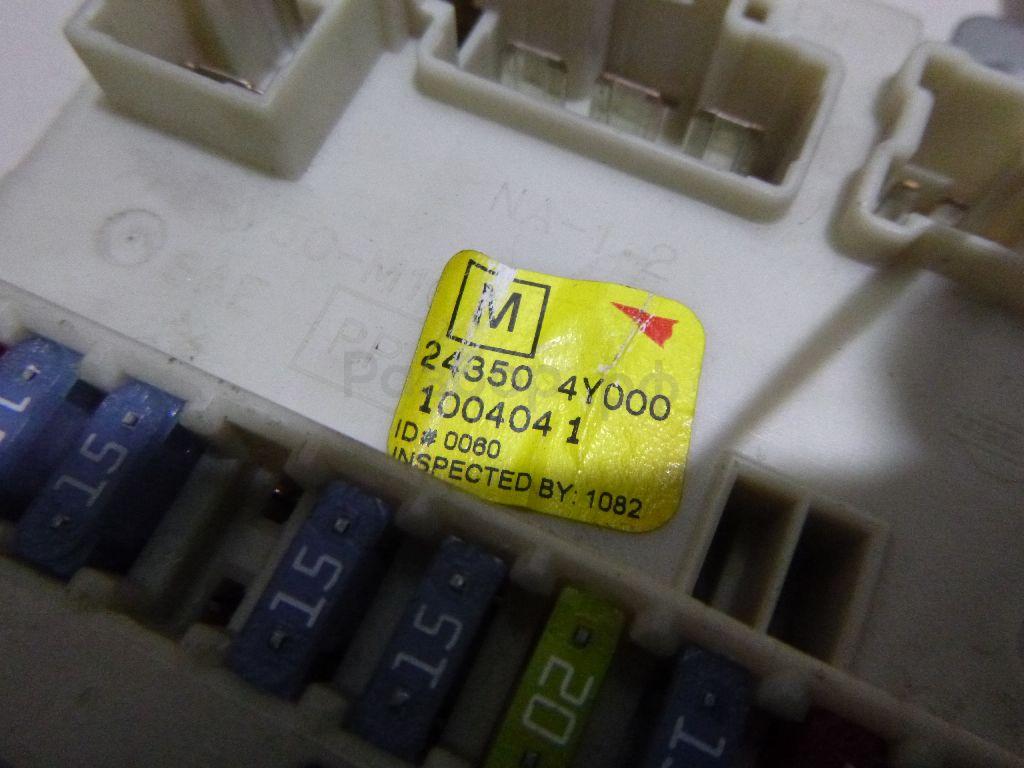 NA-1-2
M
24350 4Y000
100404 1
ID# 0060
INSPECTED BY: 1082
15
15
15
20